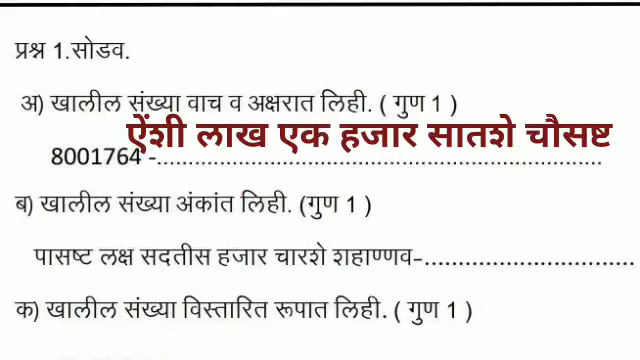 प्रश्न 1.सोडव.
अ) खालील संख्या वाच व अक्षरात लिही. ( गुण 1 )
ऐंशी लाख एक हजार सातशे चौसष्ट
8001764 -....................................................................
ब) खालील संख्या अंकांत लिही. (गुण 1 )
पासष्ट लक्ष सदतीस हजार चारशे शहाण्णव-...............................
क) खालील संख्या विस्तारित रूपात लिही. ( गुण 1 )